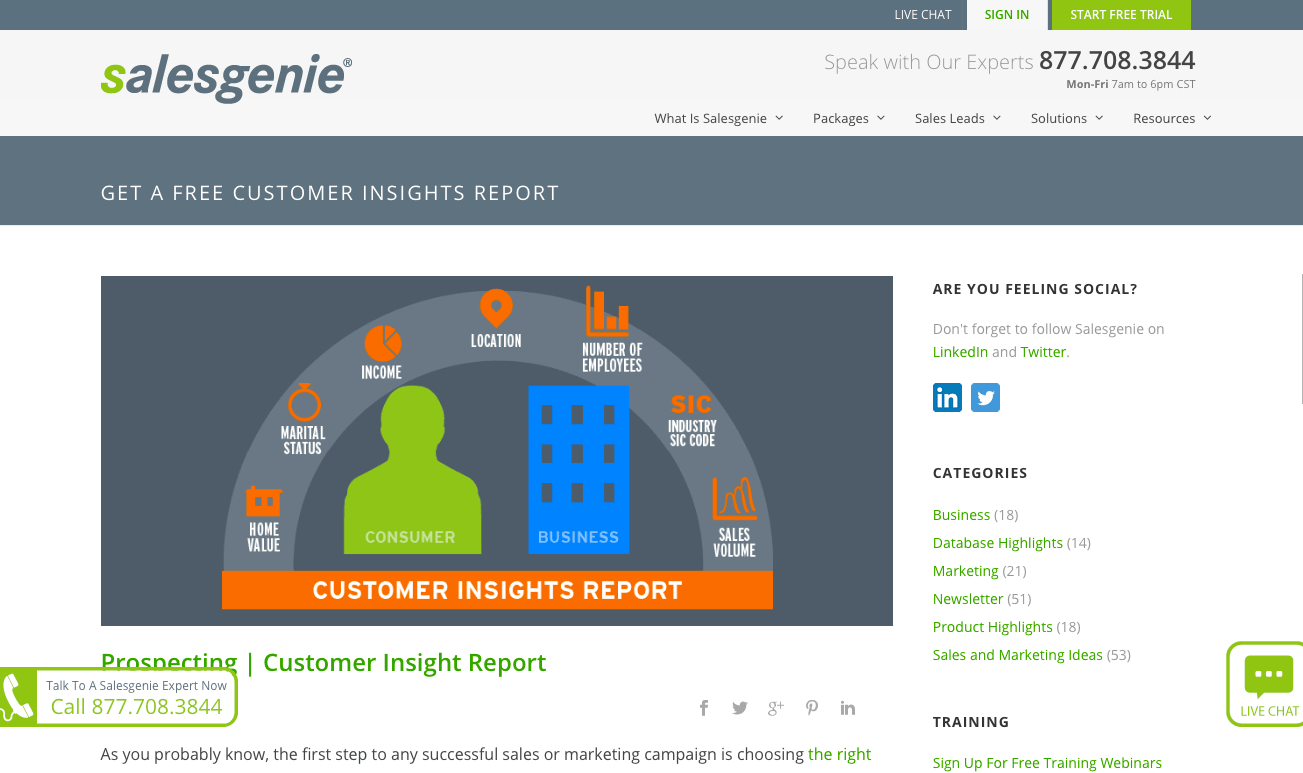 LIVE CHAT
SIGN IN
START FREE TRIAL
salesgenie®
Speak with Our Experts 877.708.3844
Mon-Fri 7am to 6pm CST
What Is Salesgenie
Packages
Sales Leads
Solutions
Resources
GET A FREE CUSTOMER INSIGHTS REPORT
LOCATION
NUMBER OF
EMPLOYEES
INCOME
SIC
INDUSTRY
SIC CODE
MARITAL
STATUS
HOME
VALUE
SALES
VOLUME
CONSUMER
BUSINESS
CUSTOMER INSIGHTS REPORT
Prospecting | Customer Insight Report
Talk To A Salesgenie Expert Now
Call 877.708.3844
As you probably know, the first step to any successful sales or marketing campaign is choosing the right
ARE YOU FEELING SOCIAL?
Don't forget to follow Salesgenie on
LinkedIn and Twitter.
in
CATEGORIES
Business (18)
Database Highlights (14)
Marketing (21)
Newsletter (51)
Product Highlights (18)
Sales and Marketing Ideas (53)
LIVE CHAT
TRAINING
Sign Up For Free Training Webinars